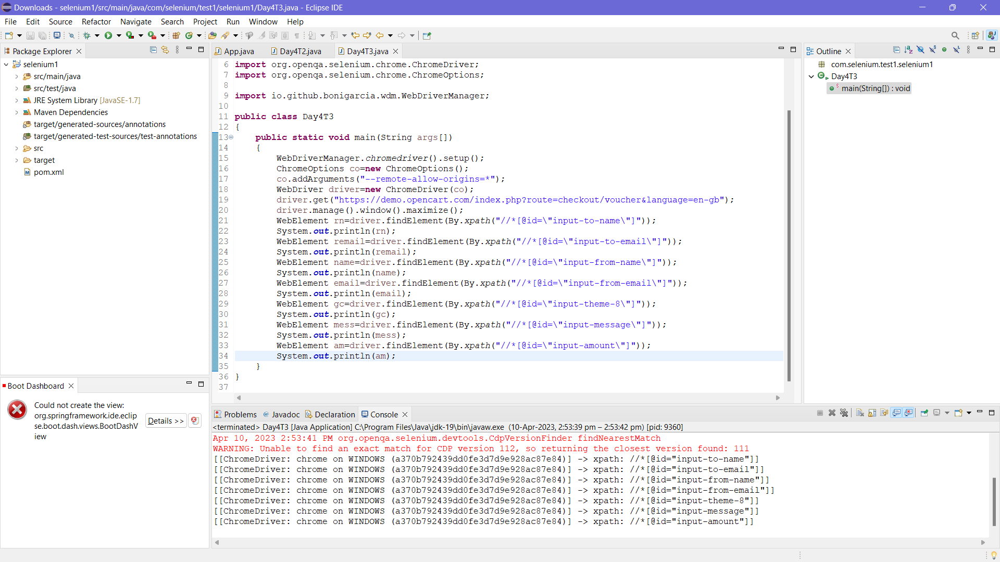 Downloads - selenium1/src/main/java/com/selenium/test1/selenium1/Day4T3.java - Eclipse IDE
File Edit Source Refactor Navigate Search Project Run Window Help
Package Explorer
selenium1
src/main/java
src/test/java
JRE System Library [JavaSE-1.7]
Maven Dependencies
target/generated-sources/annotations
target/generated-test-sources/test-annotations
src
target
pom.xml
Boot Dashboard
Could not create the view:
org.springframework.ide.eclip
se.boot.dash.views.BootDashV
iew
Details >>
App.java Day4T2.java Day4T3.java
6 import org.openqa.selenium.chrome.ChromeDriver;
7 import org.openqa.selenium.chrome.ChromeOptions;
8
9 import io.github.bonigarcia.wdm.WebDriverManager;
10
11 public class Day4T3
12 {
13 public static void main(String args[])
14 {
15 WebDriverManager.chromedriver().setup();
16 ChromeOptions co=new ChromeOptions();
17 co.addArguments("--remote-allow-origins=*");
18 WebDriver driver=new ChromeDriver(co);
19 driver.get("https://demo.opencart.com/index.php?route=checkout/voucher&language=en-gb");
20 driver.manage().window().maximize();
21 WebElement rn=driver.findElement(By.xpath("//*[@id=\"input-to-name\"]"));
22 System.out.println(rn);
23 WebElement remail=driver.findElement(By.xpath("//*[@id=\"input-to-email\"]"));
24 System.out.println(remail);
25 WebElement name=driver.findElement(By.xpath("//*[@id=\"input-from-name\"]"));
26 System.out.println(name);
27 WebElement email=driver.findElement(By.xpath("//*[@id=\"input-from-email\"]"));
28 System.out.println(email);
29 WebElement gc=driver.findElement(By.xpath("//*[@id=\"input-theme-8\"]"));
30 System.out.println(gc);
31 WebElement mess=driver.findElement(By.xpath("//*[@id=\"input-message\"]"));
32 System.out.println(mess);
33 WebElement am=driver.findElement(By.xpath("//*[@id=\"input-amount\"]"));
34 System.out.println(am);
35 }
36 }
37
Outline
com.selenium.test1.selenium1
Day4T3
main(String[]) : void
Problems Javadoc Declaration Console
<terminated> Day4T3 [Java Application] C:\Program Files\Java\jdk-19\bin\javaw.exe (10-Apr-2023, 2:53:39 pm – 2:53:42 pm) [pid: 9360]
Apr 10, 2023 2:53:41 PM org.openqa.selenium.devtools.CdpVersionFinder findNearestMatch
WARNING: Unable to find an exact match for CDP version 112, so returning the closest version found: 111
[[ChromeDriver: chrome on WINDOWS (a370b792439dd0fe3d7d9e928ac87e84)] -> xpath: //*[@id="input-to-name"]]
[[ChromeDriver: chrome on WINDOWS (a370b792439dd0fe3d7d9e928ac87e84)] -> xpath: //*[@id="input-to-email"]]
[[ChromeDriver: chrome on WINDOWS (a370b792439dd0fe3d7d9e928ac87e84)] -> xpath: //*[@id="input-from-name"]]
[[ChromeDriver: chrome on WINDOWS (a370b792439dd0fe3d7d9e928ac87e84)] -> xpath: //*[@id="input-from-email"]]
[[ChromeDriver: chrome on WINDOWS (a370b792439dd0fe3d7d9e928ac87e84)] -> xpath: //*[@id="input-theme-8"]]
[[ChromeDriver: chrome on WINDOWS (a370b792439dd0fe3d7d9e928ac87e84)] -> xpath: //*[@id="input-message"]]
[[ChromeDriver: chrome on WINDOWS (a370b792439dd0fe3d7d9e928ac87e84)] -> xpath: //*[@id="input-amount"]]